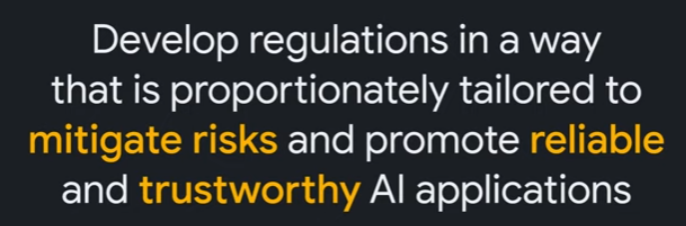 Develop regulations in a way
that is proportionately tailored to
mitigate risks and promote reliable
and trustworthy AI applications